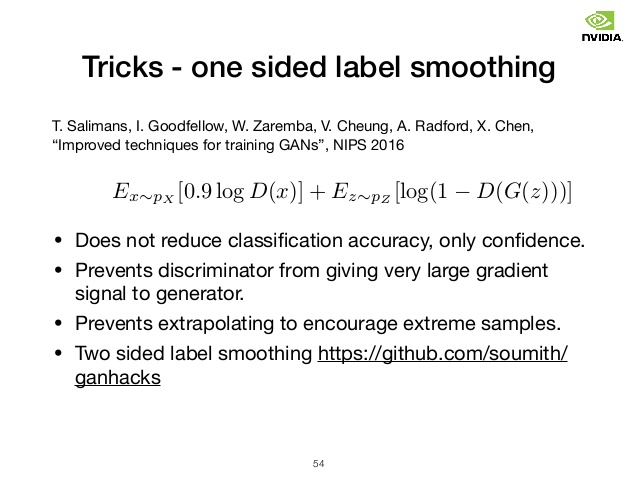 NVIDIA.
Tricks - one sided label smoothing
T. Salimans, I. Goodfellow, W. Zaremba, V. Cheung, A. Radford, X. Chen,
“Improved techniques for training GANs”, NIPS 2016
E_{x∼p_X}[0.9 log D(x)] + E_{z∼p_Z}[log(1 − D(G(z)))]
• Does not reduce classification accuracy, only confidence.
• Prevents discriminator from giving very large gradient
signal to generator.
• Prevents extrapolating to encourage extreme samples.
• Two sided label smoothing https://github.com/soumith/
ganhacks
54